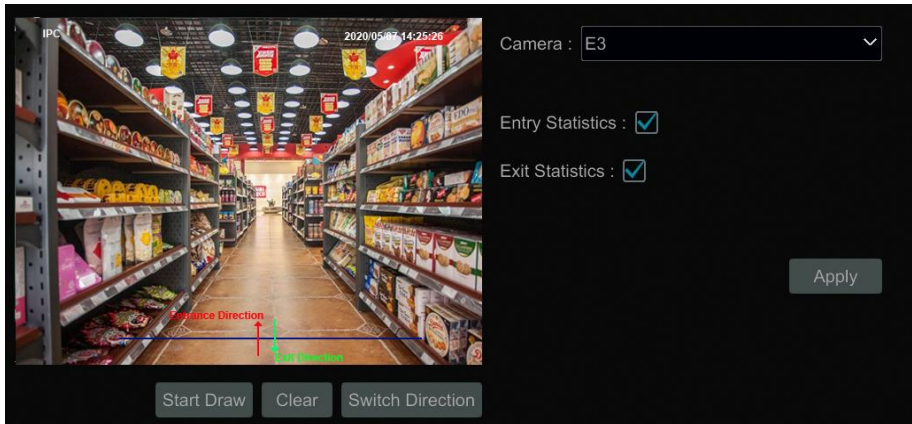 IPC
2020/05/07 14:25:26
Camera : E3
Entry Statistics :
Exit Statistics :
Apply
Entrance Direction
Exit Direction
Start Draw Clear Switch Direction